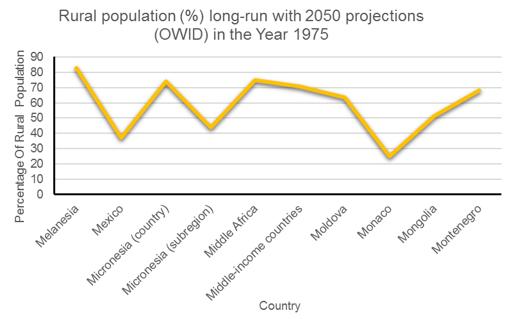 Rural population (%) long-run with 2050 projections
(OWID) in the Year 1975
Percentage Of Rural Population
90
80
70
60
50
40
30
20
10
0
Melanesia
Mexico
Micronesia (country)
Micronesia (subregion)
Middle Africa
Middle-income countries
Moldova
Monaco
Mongolia
Montenegro
Country